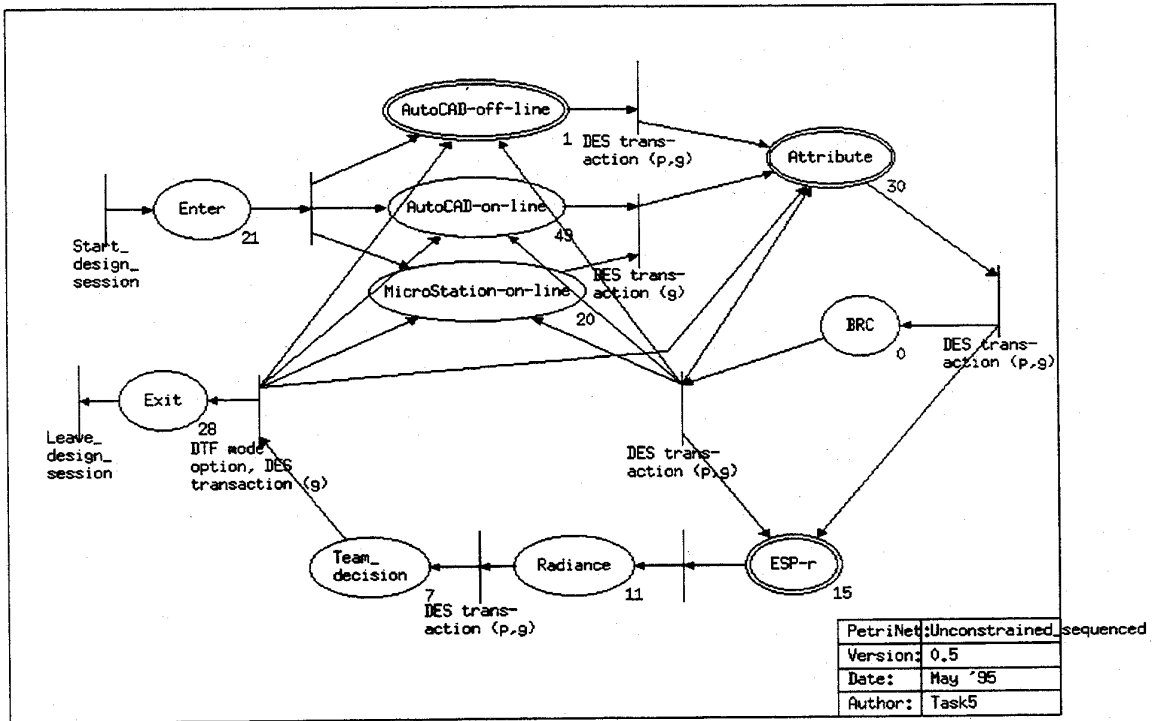 AutoCAD-off-line
1
DES trans-
action (p,g)
Attribute
30
Enter
21
AutoCAD-on-line
49
Start_
design_
session
DES trans-
action (g)
MicroStation-on-line
20
BRC
0
DES trans-
action (p,g)
Exit
28
Leave_
design_
session
DTF mode
option, DES
transaction (g)
DES trans-
action (p,g)
Team_
decision
7
DES trans-
action (p,g)
Radiance
11
ESP-r
15
PetriNet:Unconstrained_sequenced
Version: 0.5
Date: May '95
Author: Task5